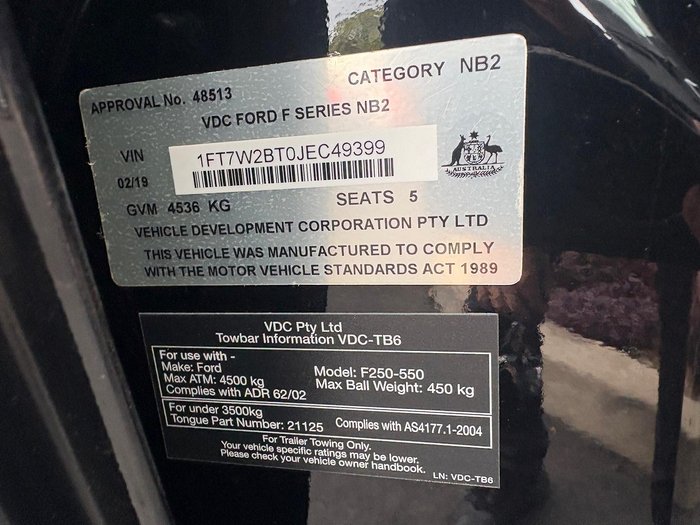 APPROVAL No. 48513 CATEGORY NB2
VDC FORD F SERIES NB2
VIN 1FT7W2BT0JEC49399
02/19
AUSTRALIA
GVM 4536 KG SEATS 5
VEHICLE DEVELOPMENT CORPORATION PTY LTD
THIS VEHICLE WAS MANUFACTURED TO COMPLY
WITH THE MOTOR VEHICLE STANDARDS ACT 1989
VDC Pty Ltd
Towbar Information VDC-TB6
For use with -
Make: Ford Model: F250-550
Max ATM: 4500 kg Max Ball Weight: 450 kg
Complies with ADR 62/02
For under 3500kg
Tongue Part Number: 21125 Complies with AS4177.1-2004
For Trailer Towing Only.
Your vehicle specific ratings may be lower.
Please check your vehicle owner handbook.
LN: VDC-TB6